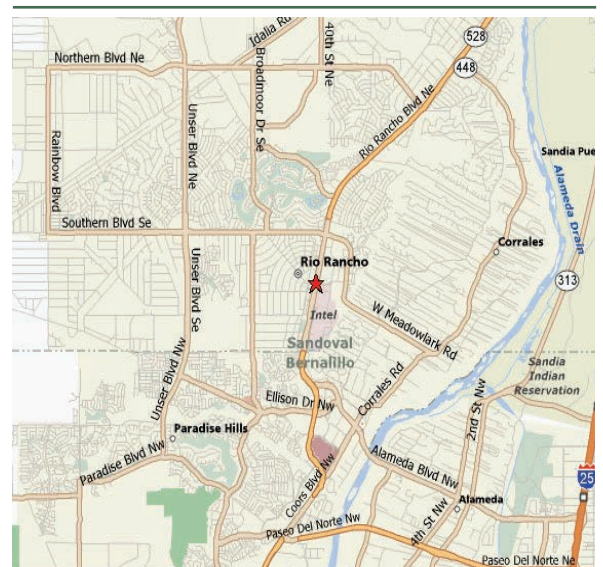 Idalia Rd
40th St Ne
528
448
Northern Blvd Ne
Broadmoor Dr Se
Unser Blvd Ne
Rainbow Blvd
Rio Rancho Blvd Ne
Sandia Pue
Alameda Drain
Southern Blvd Se
Corrales
Rio Rancho
313
Unser Blvd Se
Intel
W Meadowlark Rd
Sandoval
Bernalillo
Sandia
Indian
Reservation
Unser Blvd Nw
Ellison Dr Nw
Corrales Rd
2nd St Nw
Paradise Hills
Paradise Blvd Nw
Alameda Blvd Nw
Coors Blvd Nw
25
4th St Nw
Alameda
Paseo Del Norte Nw
Paseo Del Norte Ne